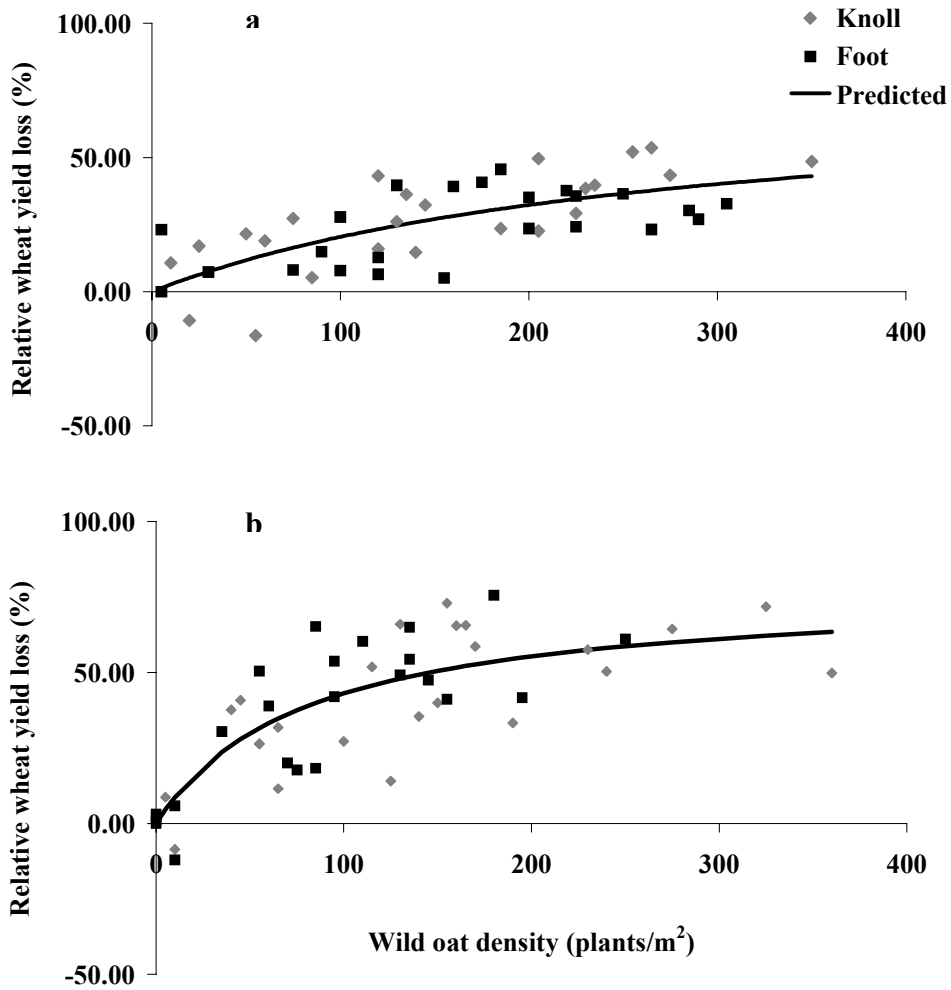 a
100.00
50.00
0.00
-50.00
0
100
200
300
400
Relative wheat yield loss (%)
Knoll
Foot
Predicted
b
100.00
50.00
0.00
-50.00
0
100
200
300
400
Relative wheat yield loss (%)
Wild oat density (plants/m²)